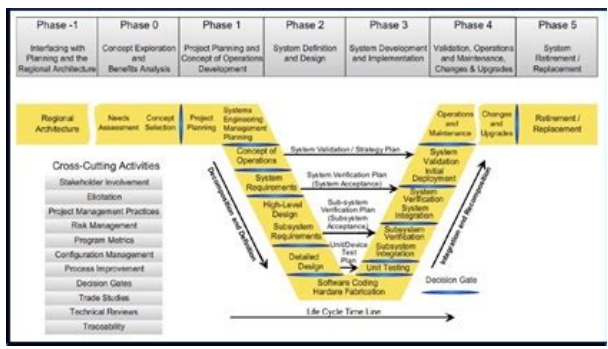 Phase -1
Phase 0
Phase 1
Phase 2
Phase 3
Phase 4
Phase 5
Interfacing with
Planning and the
Regional Architecture
Concept Exploration
and
Benefits Analysis
Project Planning and
Concept of Operations
Development
System Definition
and Design
System Development
and Implementation
Validation, Operations
and Maintenance,
Changes & Upgrades
System
Retirement /
Replacement
Regional
Architecture
Needs
Assessment
Concept
Selection
Project
Planning
Systems
Engineering
Management
Planning
Operations
and
Maintenance
Changes
and
Upgrades
Retirement /
Replacement
Concept of
Operations
System Validation / Strategy Plan
System
Validation
Initial
Deployment
System
Requirements
System Verification Plan
(System Acceptance)
System
Verification
System
Integration
High-Level
Design
Subsystem
Requirements
Sub-system
Verification Plan
(Subsystem
Acceptance)
Subsystem
Verification
Subsystem
Integration
Detailed
Design
Unit/Device
Test
Plan
Unit Testing
Software Coding
Hardare Fabrication
Decomposition and Definition
Integration and Recomposition
Decision Gate
Life Cycle Time Line
Cross-Cutting Activities
Stakeholder Involvement
Elicitation
Project Management Practices
Risk Management
Program Metrics
Configuration Management
Process Improvement
Decision Gates
Trade Studies
Technical Reviews
Traceability